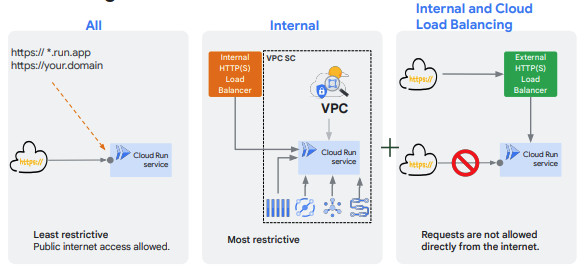 All
https:// *.run.app
https://your.domain
https://
Cloud Run
service
Least restrictive
Public internet access allowed.
Internal
Internal
HTTP(S)
Load
Balancer
VPC SC
VPC
Cloud Run
service
Most restrictive
+
Internal and Cloud
Load Balancing
https://
External
HTTP(S)
Load
Balancer
https://
Cloud Run
service
Requests are not allowed
directly from the internet.